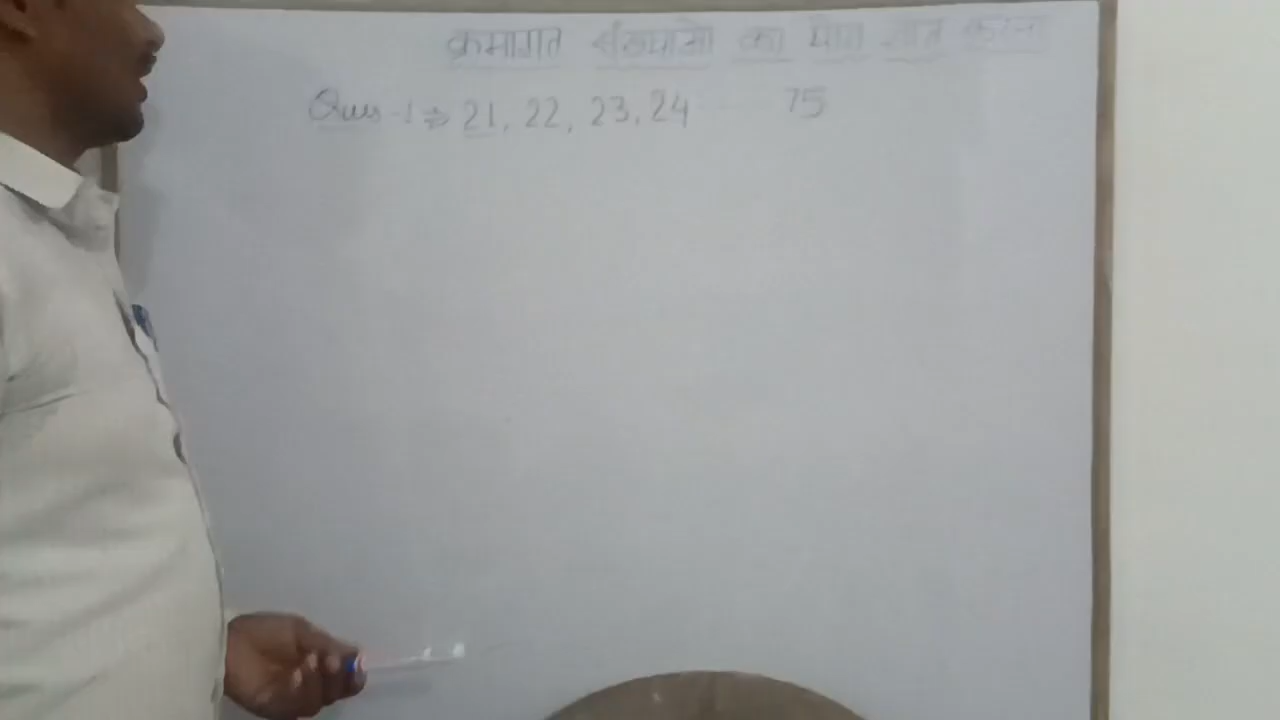 क्रमागत संख्याओ का योग ज्ञात करना
Ques-1 ⇒ 21, 22, 23, 24 75